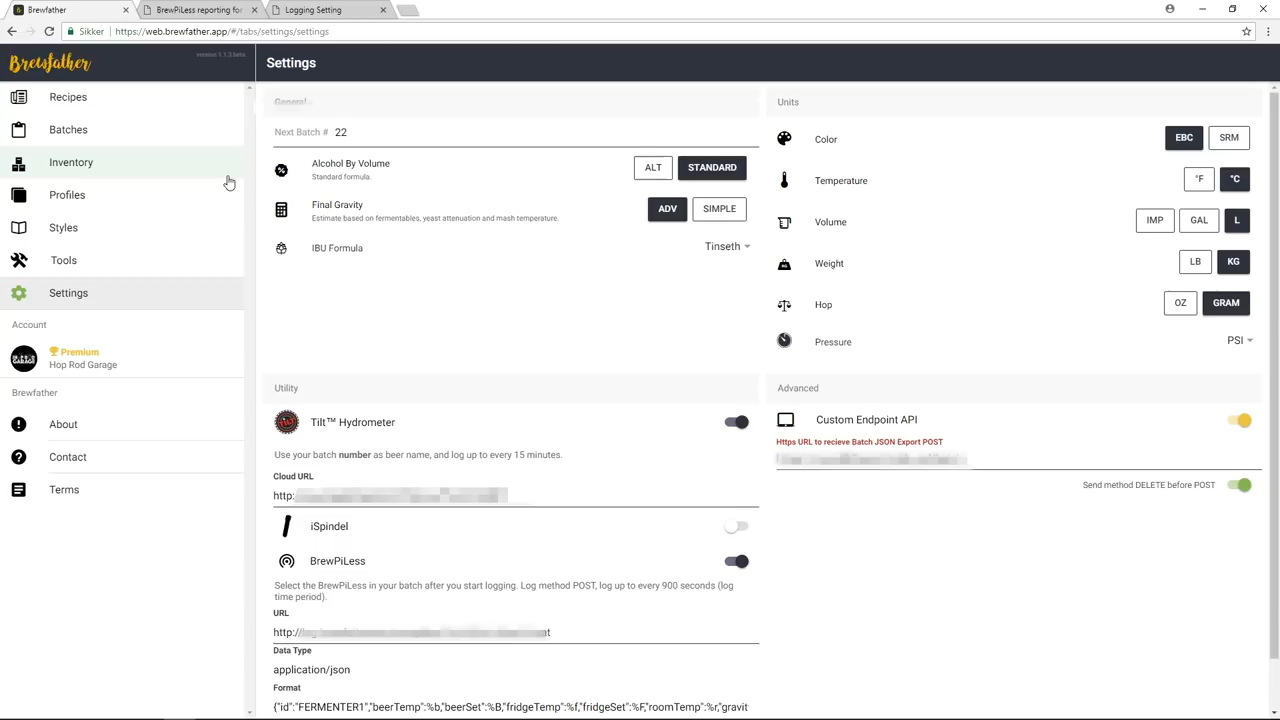 Brewfather
BrewPiLess reporting for
Logging Setting
Sikker
https://web.brewfather.app/#/tabs/settings/settings
Brewfather
version 1.1.3 beta
Settings
Recipes
Batches
Inventory
Profiles
Styles
Tools
Settings
Account
Premium
Hop Rod Garage
Brewfather
About
Contact
Terms
General
Next Batch # 22
Alcohol By Volume
Standard formula.
ALT STANDARD
Final Gravity
Estimate based on fermentables, yeast attenuation and mash temperature.
ADV SIMPLE
IBU Formula
Tinseth
Units
Color EBC SRM
Temperature °F °C
Volume IMP GAL L
Weight LB KG
Hop OZ GRAM
Pressure PSI
Utility
TILT
Tilt™ Hydrometer
Use your batch number as beer name, and log up to every 15 minutes.
Cloud URL
http:
iSpindel
BrewPiLess
Select the BrewPiLess in your batch after you start logging. Log method POST, log up to every 900 seconds (log
time period).
URL
http://
Data Type
application/json
Format
{"id":"FERMENTER1","beerTemp":%b,"beerSet":%B,"fridgeTemp":%f,"fridgeSet":%F,"roomTemp":%r,"gravit
Advanced
Custom Endpoint API
Https URL to recieve Batch JSON Export POST
Send method DELETE before POST